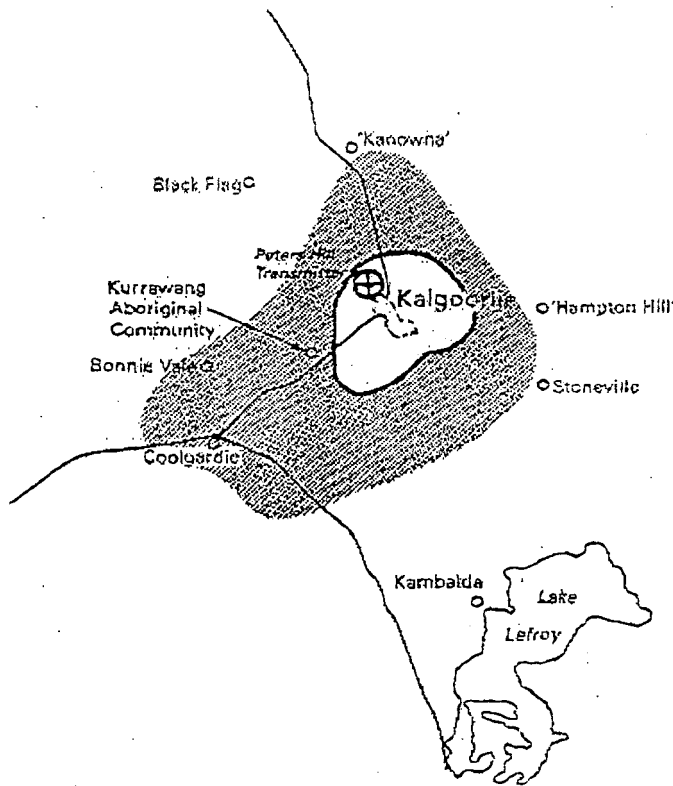 'Kanowna'
Black Flag
Peters Hill
Transmitter
Kalgoorlie
Kurrawang
Aboriginal
Community
'Hampton Hill'
Bonnie Vale
Stoneville
Coolgardie
Kambalda
Lake
Lefroy